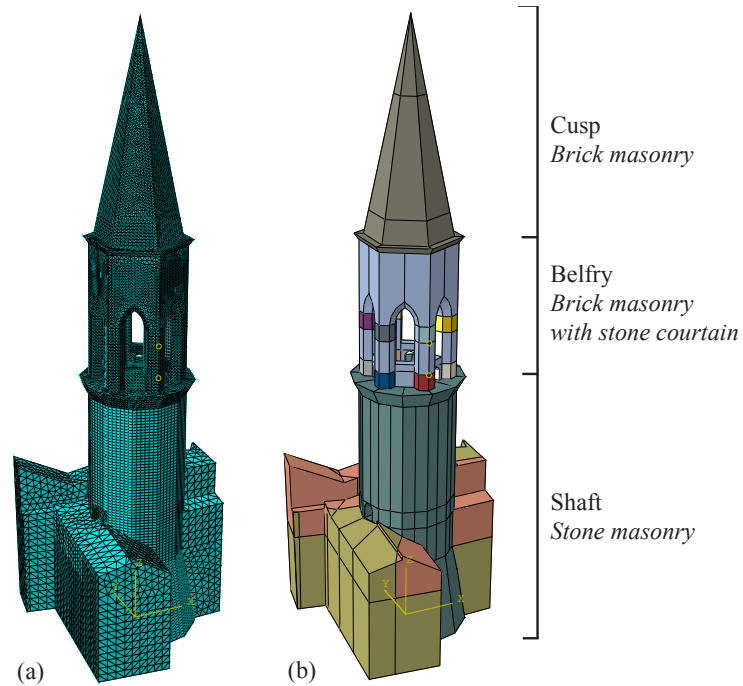 Cusp
Brick masonry
Belfry
Brick masonry
with stone courtain
Shaft
Stone masonry
Z
Y
X
Z
Y
X
(a)
(b)